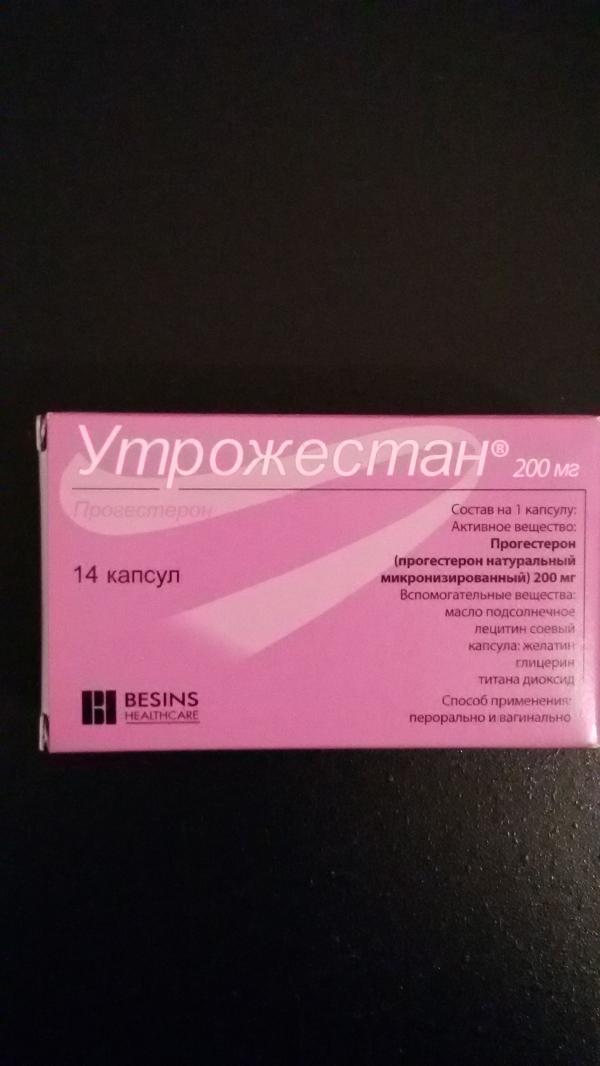 Утрожестан® 200 мг
Прогестерон
14 капсул
Состав на 1 капсулу:
Активное вещество:
Прогестерон
(прогестерон натуральный
микронизированный) 200 мг
Вспомогательные вещества:
масло подсолнечное
лецитин соевый
капсула: желатин
глицерин
титана диоксид
Способ применения:
перорально и вагинально
BESINS
HEALTHCARE